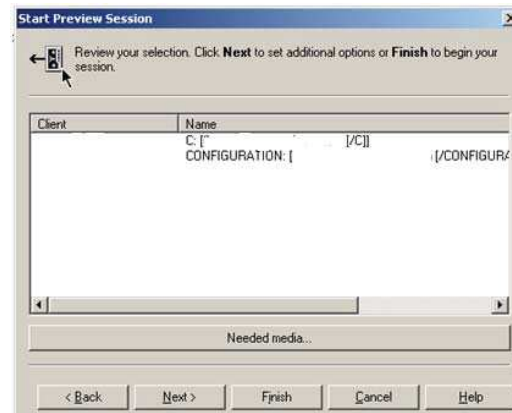 Start Preview Session
Review your selection. Click Next to set additional options or Finish to begin your
session.
Client Name
C: [" [/C]]
CONFIGURATION: [ [/CONFIGURA
Needed media...
< Back Next > Finish Cancel Help